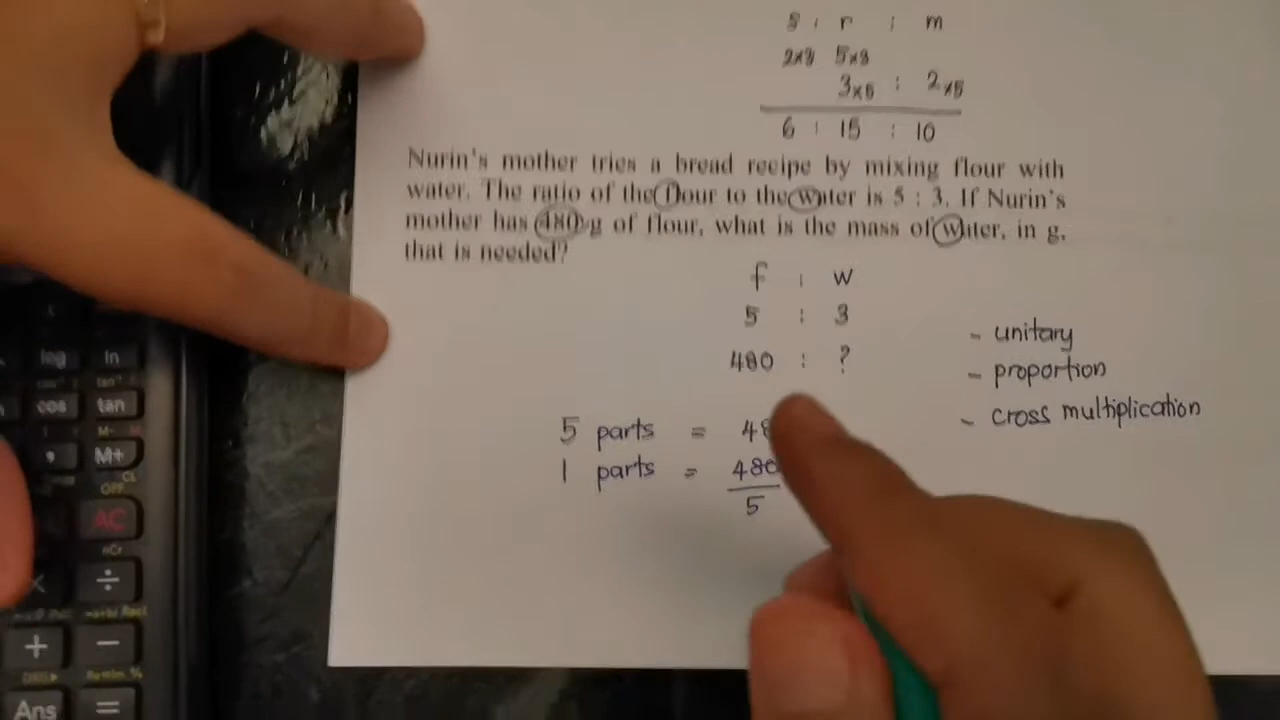 s : r : m
2×3 5×3
3×5 : 2×5
6 : 15 : 10
Nurin's mother tries a bread recipe by mixing flour with
water. The ratio of the flour to the water is 5 : 3. If Nurin's
mother has 480 g of flour, what is the mass of water, in g,
that is needed?
f : w
5 : 3
480 : ?
- unitary
- proportion
- cross multiplication
5 parts = 48
1 parts = 480
5
log ln
cos tan
, M+
AC
nCr
÷
+ −
Ans =